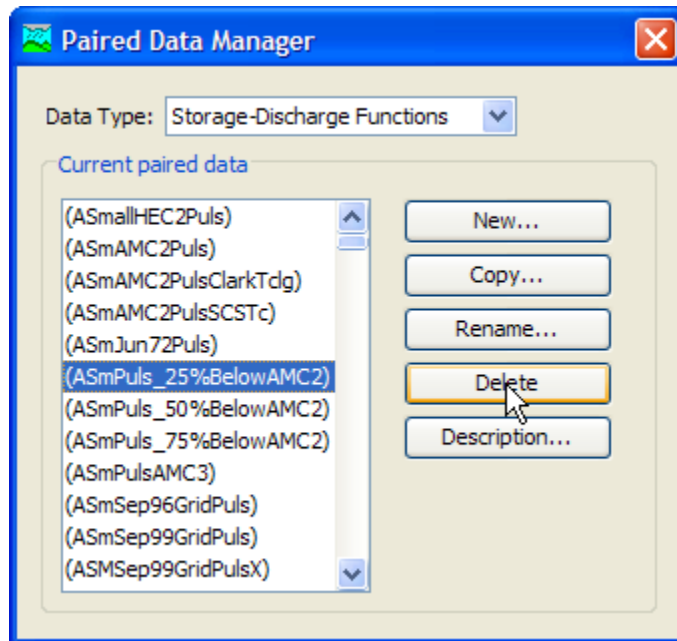 Paired Data Manager
Data Type: Storage-Discharge Functions
Current paired data
(ASmallHEC2Puls)
(ASmAMC2Puls)
(ASmAMC2PulsClarkTclg)
(ASmAMC2PulsSCSTc)
(ASmJun72Puls)
(ASmPuls_25%BelowAMC2)
(ASmPuls_50%BelowAMC2)
(ASmPuls_75%BelowAMC2)
(ASmPulsAMC3)
(ASmSep96GridPuls)
(ASmSep99GridPuls)
(ASMSep99GridPulsX)
New...
Copy...
Rename...
Delete
Description...